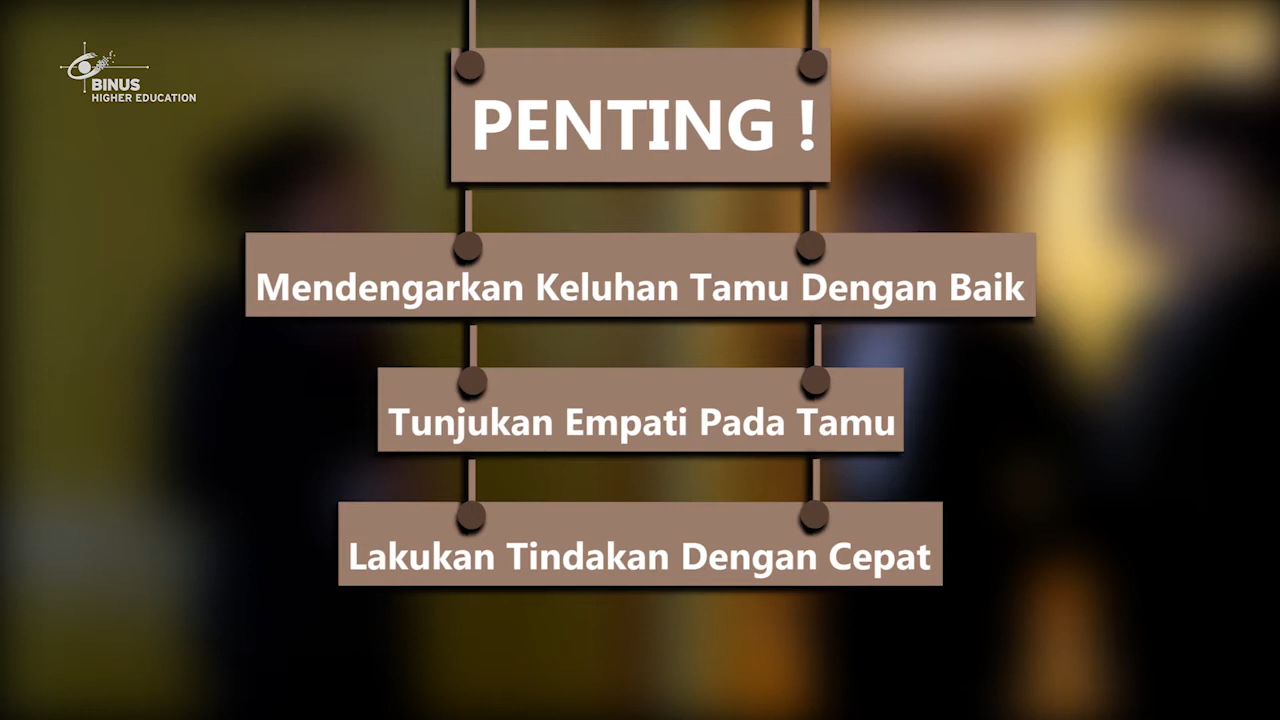 BINUS
HIGHER EDUCATION
PENTING !
Mendengarkan Keluhan Tamu Dengan Baik
Tunjukan Empati Pada Tamu
Lakukan Tindakan Dengan Cepat